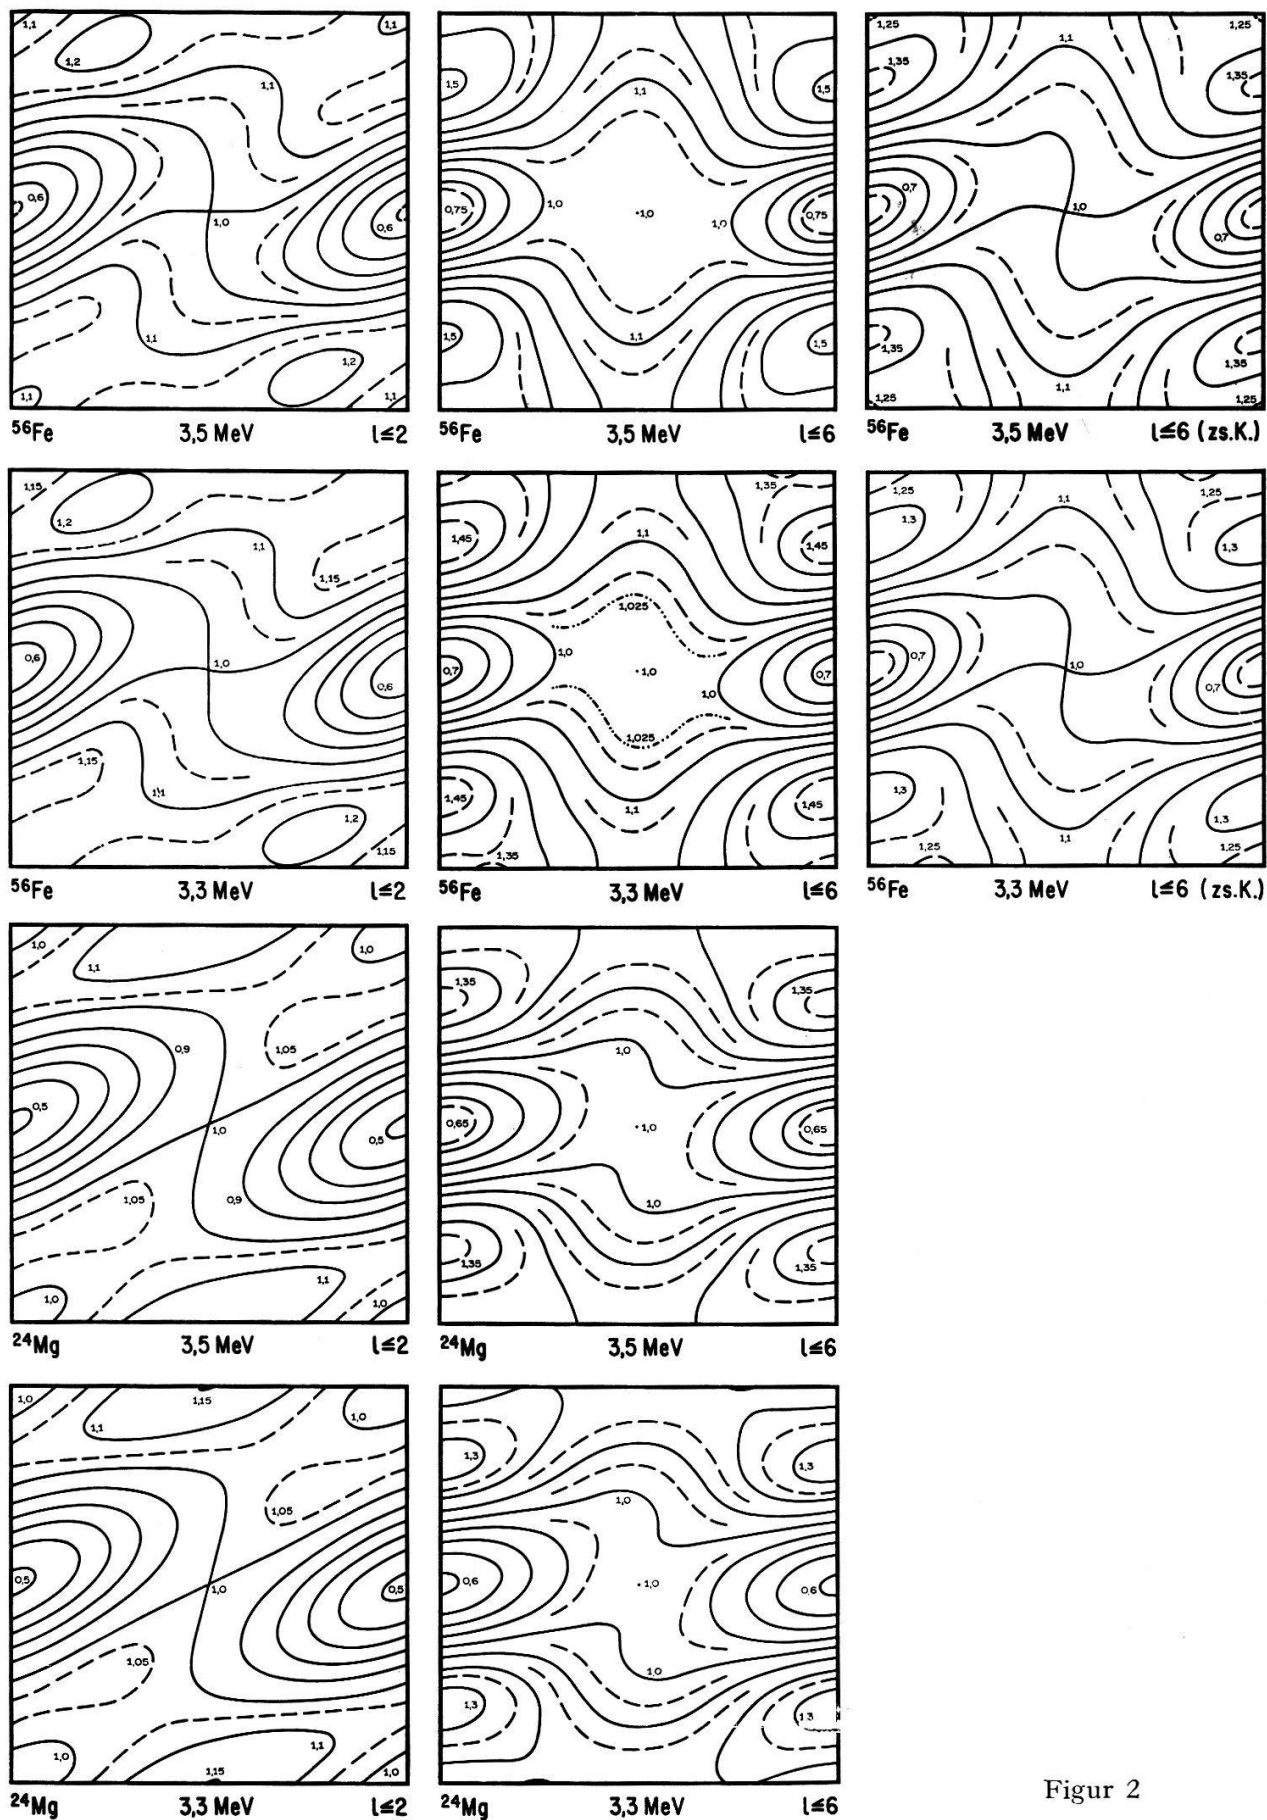 1,1 1,1
1,2 1,1
0,6
1,0
0,6
1,1
1,2
1,1 1,1
⁵⁶Fe 3,5 MeV l≦2
1,5 1,1 1,5
0,75 1,0 1,0 1,0 0,75
1,5 1,1 1,5
⁵⁶Fe 3,5 MeV l≦6
1,25 1,1 1,25
1,35 1,35
0,7
1,0
0,7
1,35 1,35
1,1
1,25
⁵⁶Fe 3,5 MeV l≦6 (zs.K.)
1,15
1,2
1,1
1,15
0,6
1,0
0,6
1,15
1,1
1,2
1,15
⁵⁶Fe 3,3 MeV l≦2
1,35
1,45 1,1 1,45
1,025
1,0
0,7 1,0 0,7
1,0
1,025
1,45 1,1 1,45
1,35
⁵⁶Fe 3,3 MeV l≦6
1,25 1,1 1,25
1,3 1,3
0,7
1,0
0,7
1,3 1,3
1,1
1,25
⁵⁶Fe 3,3 MeV l≦6 (zs.K.)
1,0 1,0
1,1
0,9 1,05
0,5
1,0
0,5
1,05 0,9
1,1
1,0 1,0
²⁴Mg 3,5 MeV l≦2
1,35 1,35
1,0
0,65 1,0 0,65
1,0
1,35 1,35
²⁴Mg 3,5 MeV l≦6
1,0 1,15 1,0
1,1
1,05
0,5 1,0 0,5
1,05
1,1
1,0 1,15 1,0
²⁴Mg 3,3 MeV l≦2
1,3 1,3
1,0
0,6 1,0 0,6
1,0
1,3 1,3
²⁴Mg 3,3 MeV l≦6
Figur 2